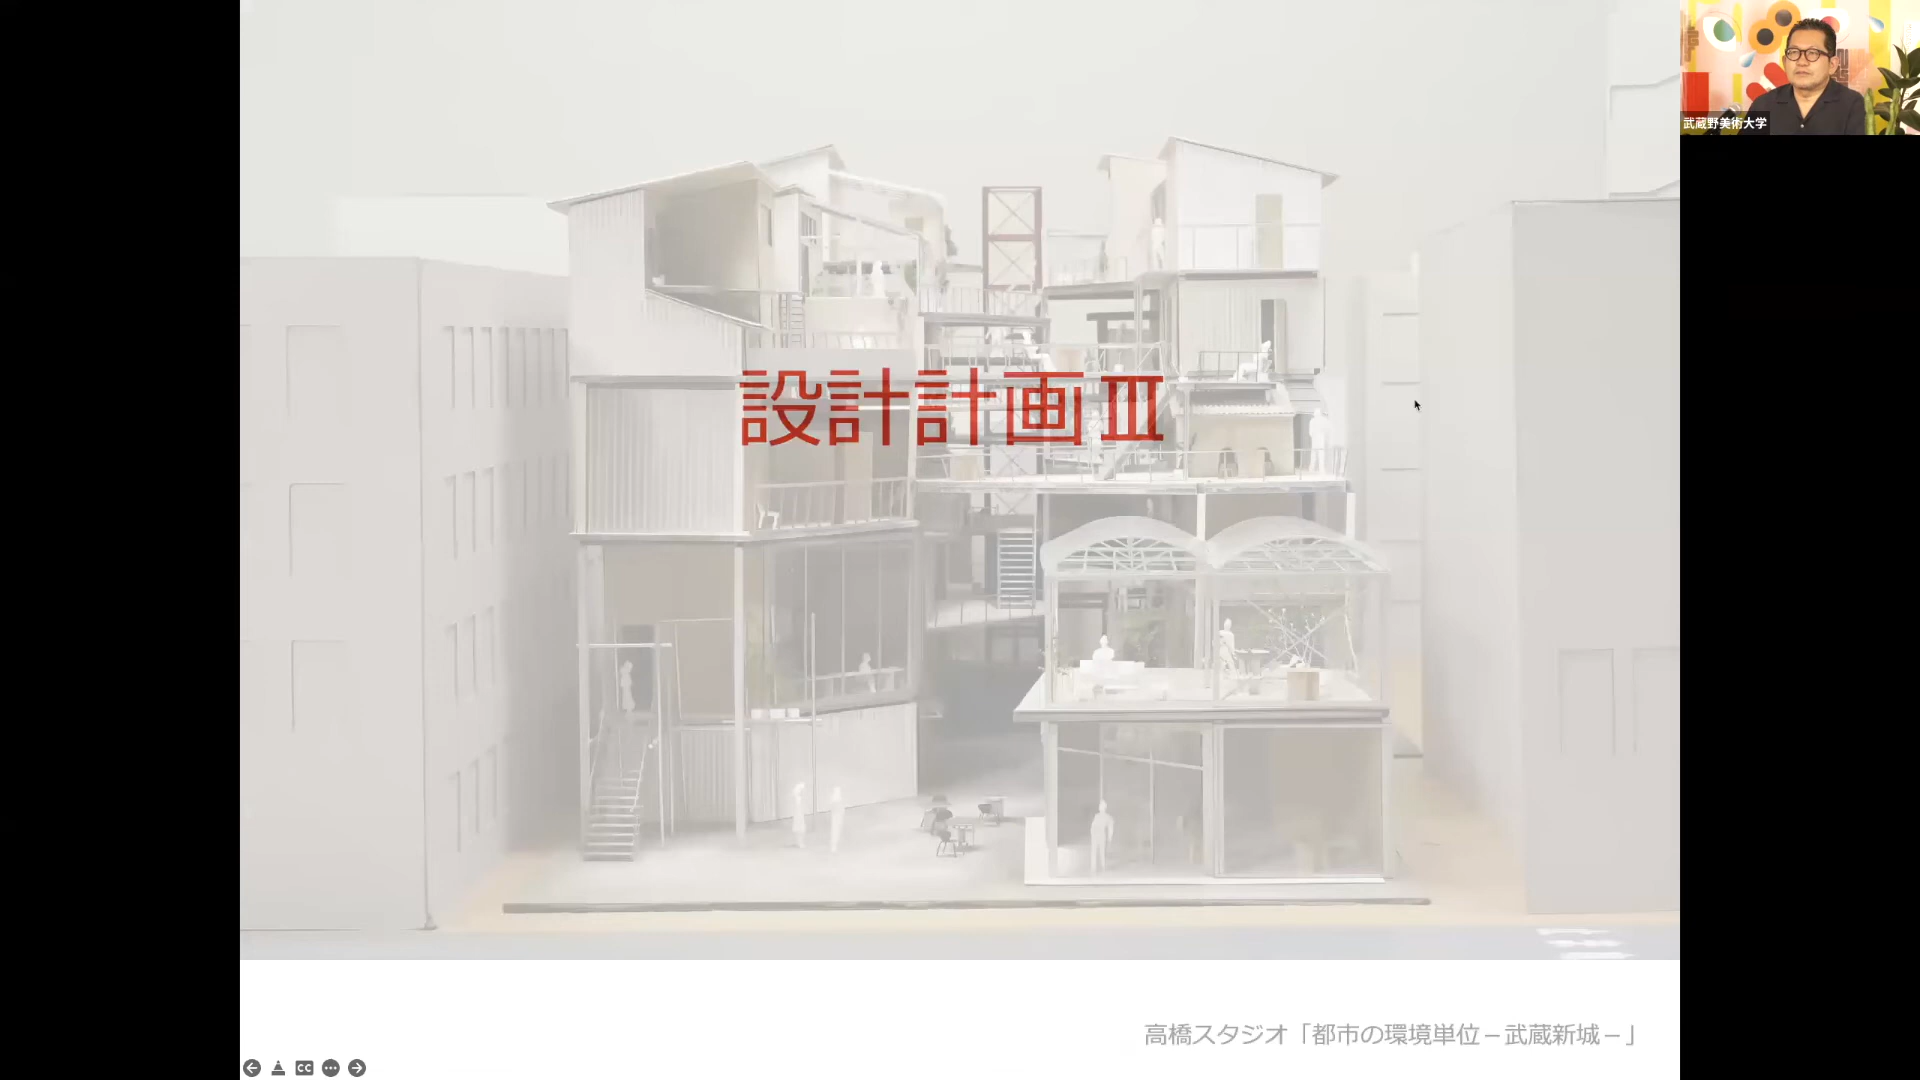 武蔵野美術大学
設計計画Ⅲ
高橋スタジオ「都市の環境単位－武蔵新城－」
CC